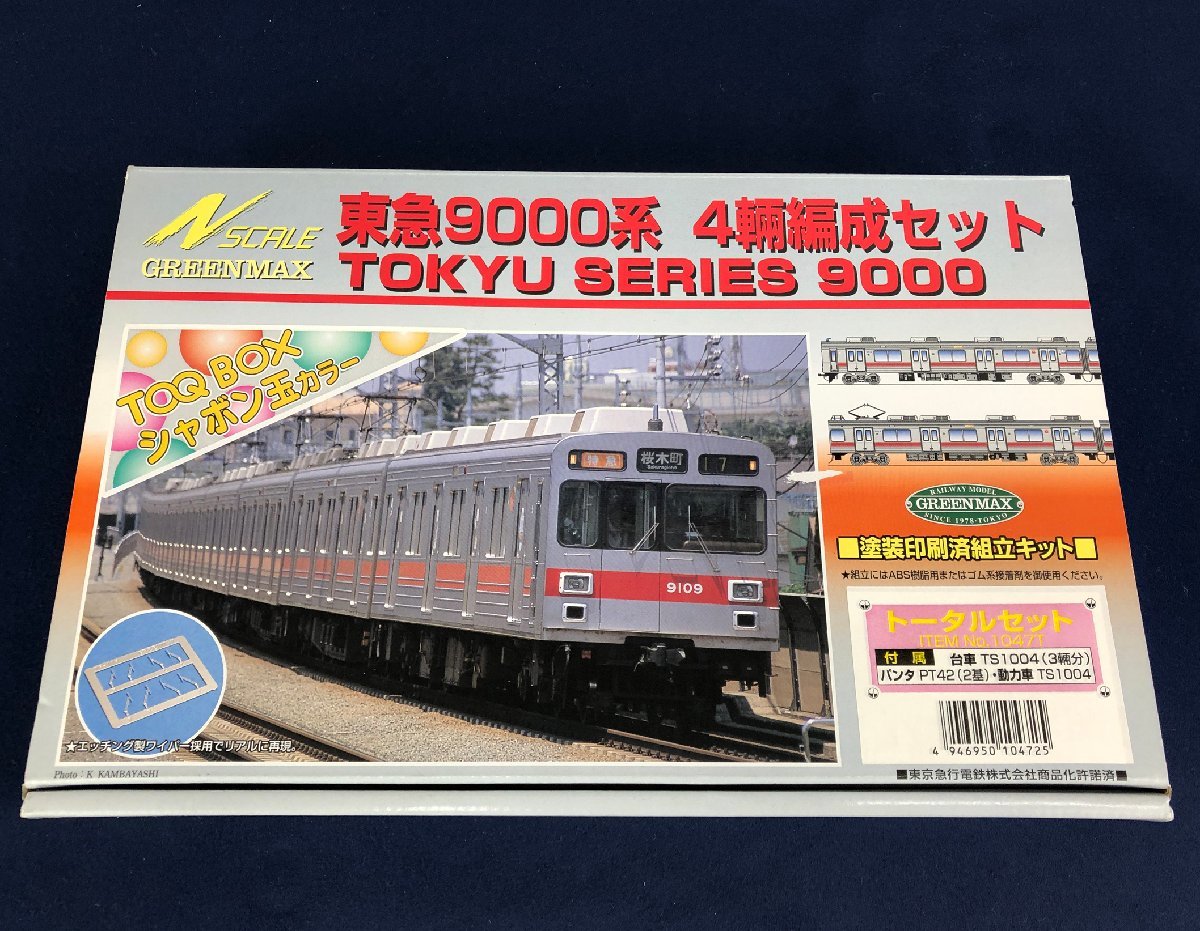 N SCALE
GREENMAX
東急9000系 4輌編成セット
TOKYU SERIES 9000
TOQ BOX
シャボン玉カラー
特急
桜木町
Sakuragicho
7
9109
RAILWAY MODEL
GREENMAX
SINCE 1978・TOKYO
■塗装印刷済組立キット■
★組立にはABS樹脂用またはゴム系接着剤を御使用ください。
トータルセット
ITEM No.1047T
付属 台車 TS1004(3輌分)
パンタ PT42(2基)・動力車 TS1004
4 946950 104725
★エッチング製ワイパー採用でリアルに再現。
Photo : K KAMBAYASHI
■東京急行電鉄株式会社商品化許諾済■